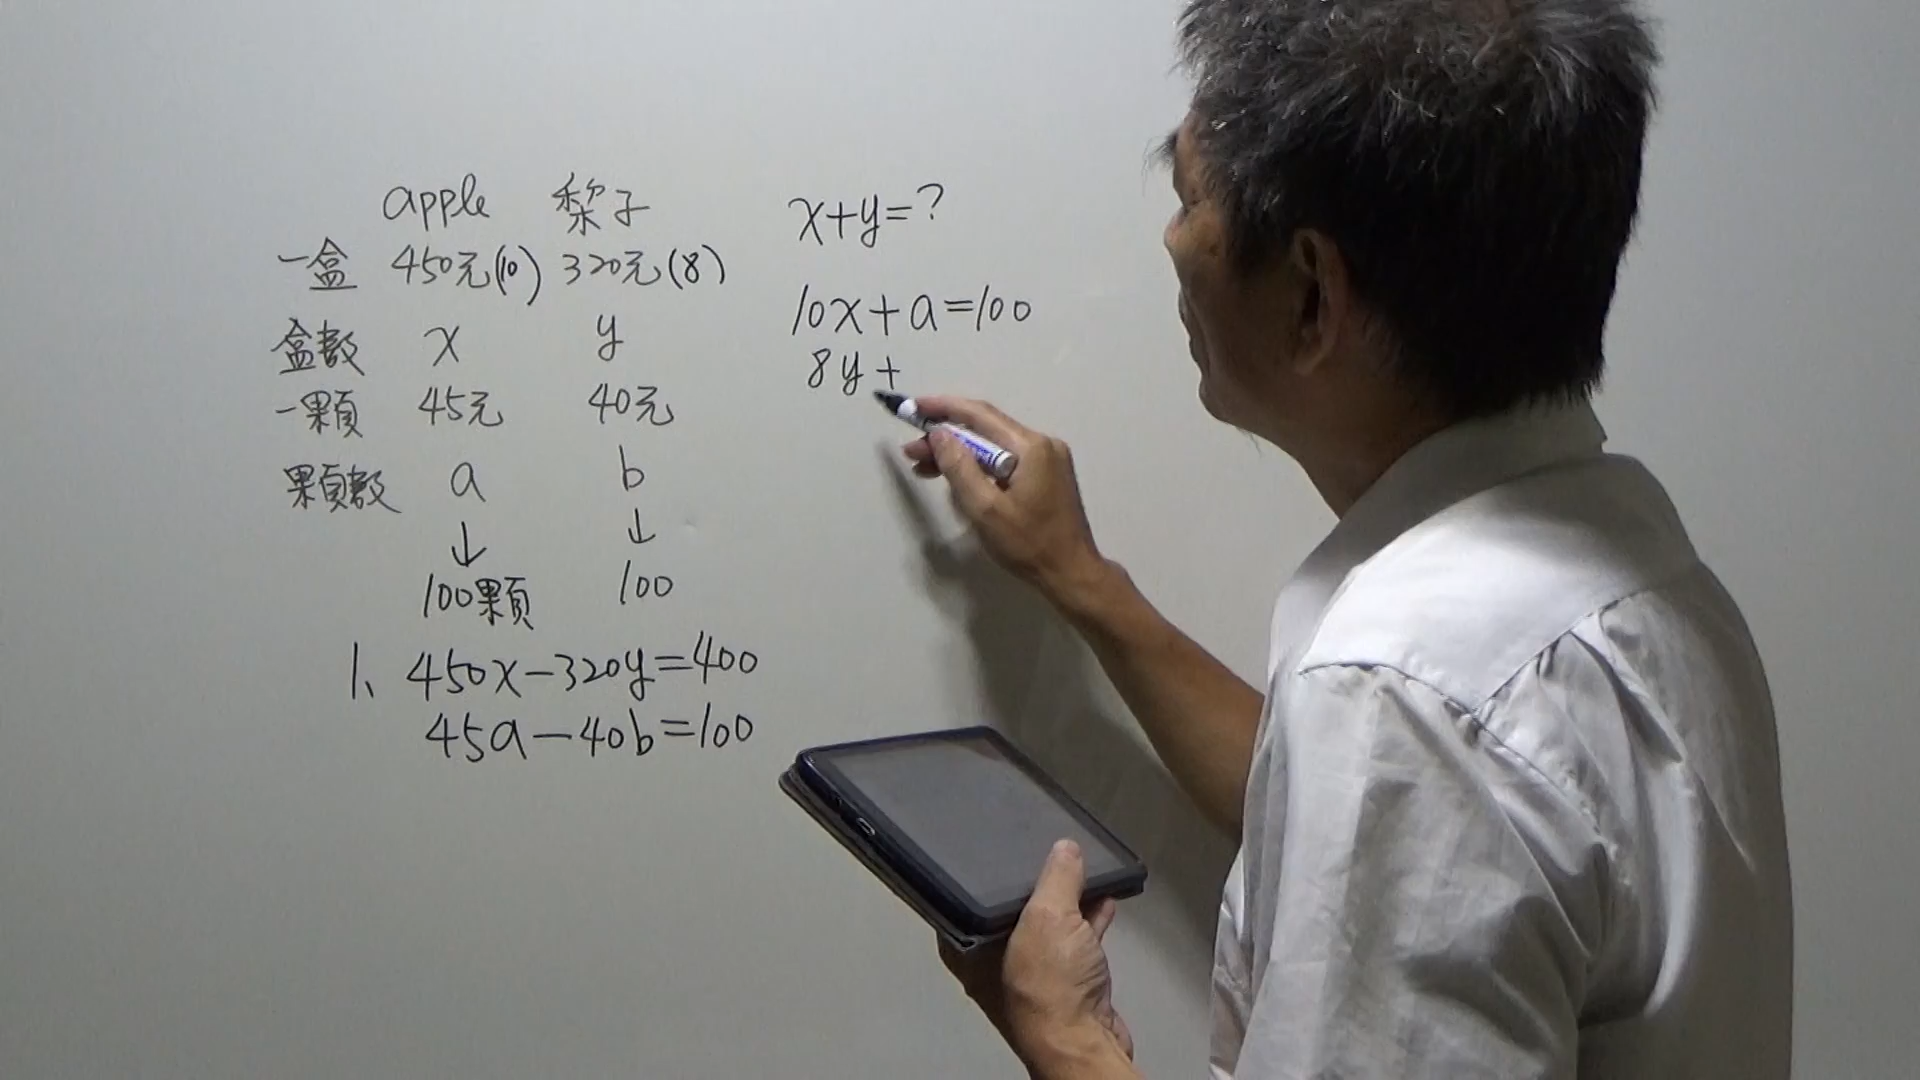 apple 梨子
一盒 450元(10) 320元(8)
盒數 x y
一顆 45元 40元
顆數 a b
↓ ↓
100顆 100
1、450x-320y=400
45a-40b=100
x+y=?
10x+a=100
8y+